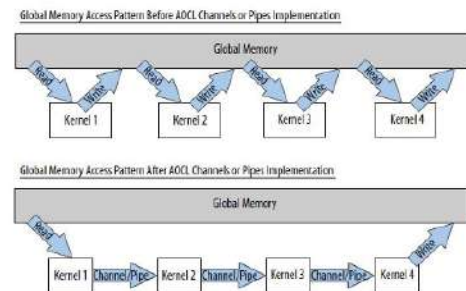 Global Memory Access Pattern Before AOCL Channels or Pipes Implementation
Global Memory
Read Write Read Write Read Write Read Write
Kernel 1 Kernel 2 Kernel 3 Kernel 4
Global Memory Access Pattern After AOCL Channels or Pipes Implementation
Global Memory
Read Write
Kernel 1 Channel/Pipe Kernel 2 Channel/Pipe Kernel 3 Channel/Pipe Kernel 4